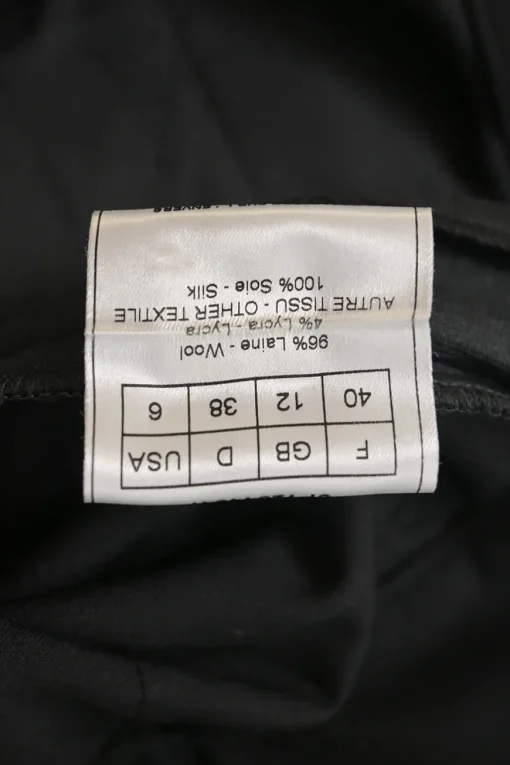 F GB D USA
40 12 38 6
96% Laine - Wool
4% Lycra - Lycra
AUTRE TISSU - OTHER TEXTILE
100% Soie - Silk